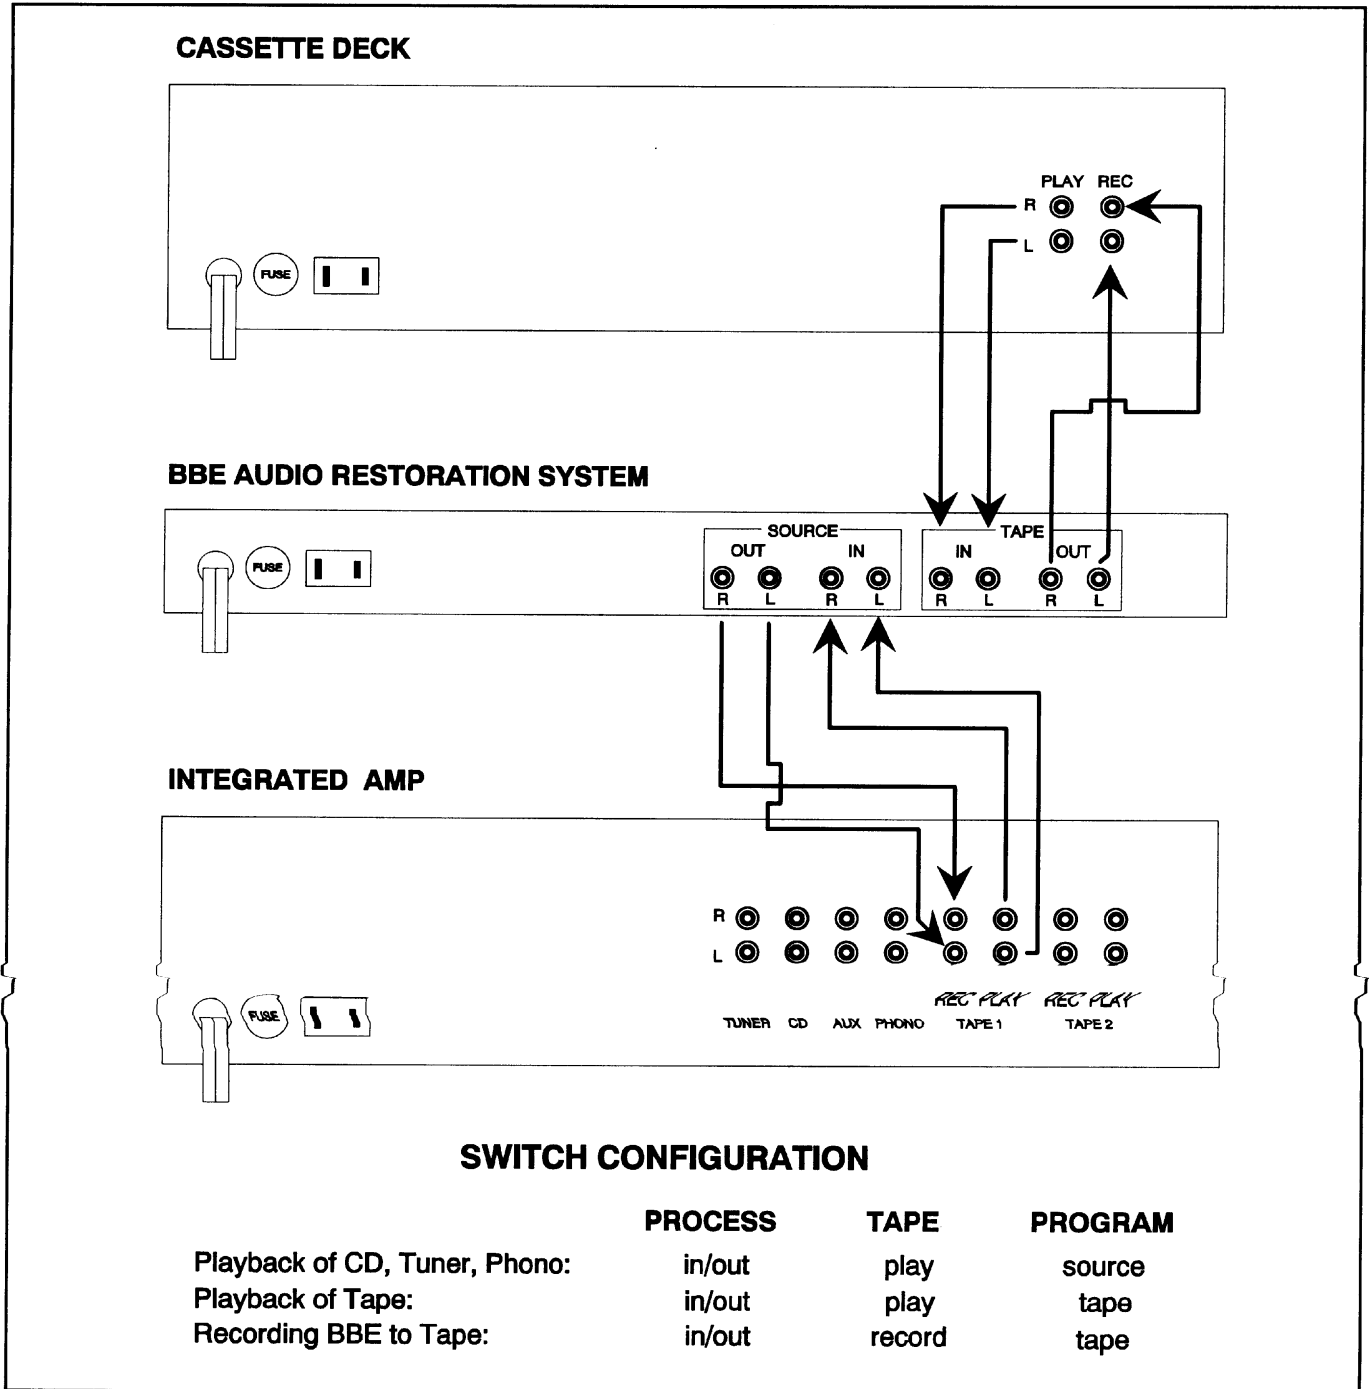 CASSETTE DECK
PLAY REC
R
L
FUSE
BBE AUDIO RESTORATION SYSTEM
SOURCE TAPE
OUT IN IN OUT
FUSE
R L R L R L R L
INTEGRATED AMP
R
L
REC PLAY REC PLAY
FUSE
TUNER CD AUX PHONO TAPE 1 TAPE 2
SWITCH CONFIGURATION
PROCESS TAPE PROGRAM
Playback of CD, Tuner, Phono: in/out play source
Playback of Tape: in/out play tape
Recording BBE to Tape: in/out record tape